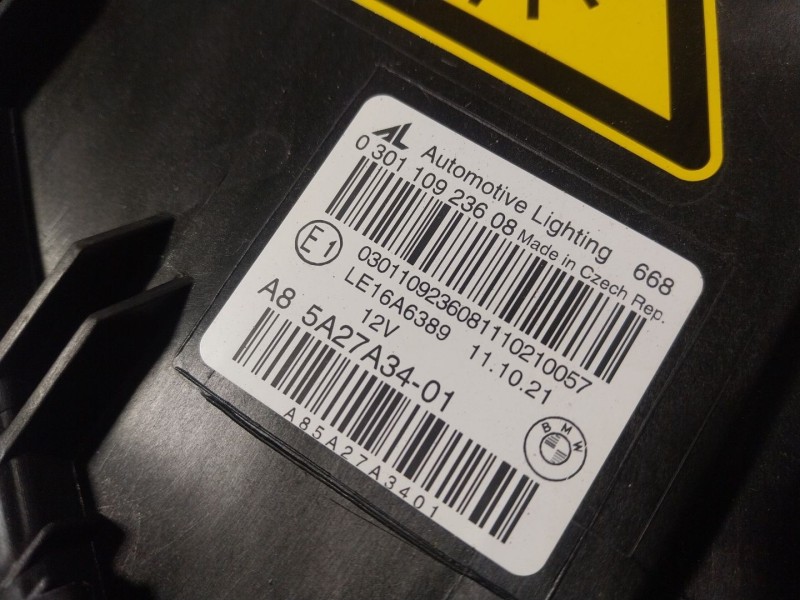 AL Automotive Lighting 668
0 301 109 236 08 Made in Czech Rep.
0301109236081110210057
E1 LE16A6389 11.10.21
12V
A8 5A27A34-01
BMW
A85A27A3401